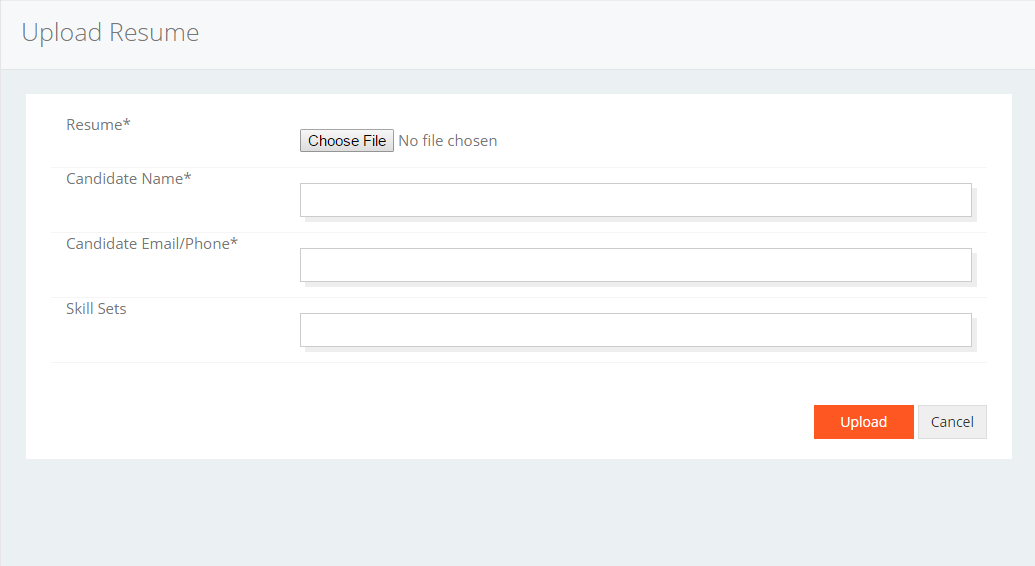 Upload Resume
Resume*
Choose File No file chosen
Candidate Name*
Candidate Email/Phone*
Skill Sets
Upload Cancel